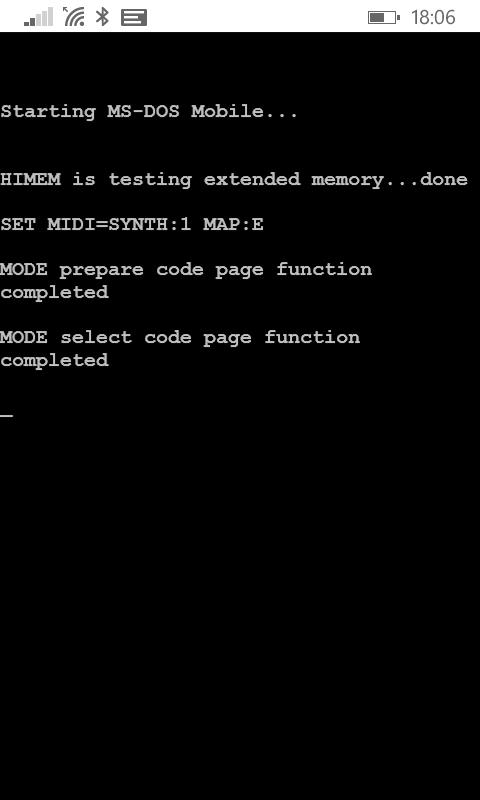 18:06
Starting MS-DOS Mobile...
HIMEM is testing extended memory...done
SET MIDI=SYNTH:1 MAP:E
MODE prepare code page function
completed
MODE select code page function
completed
_